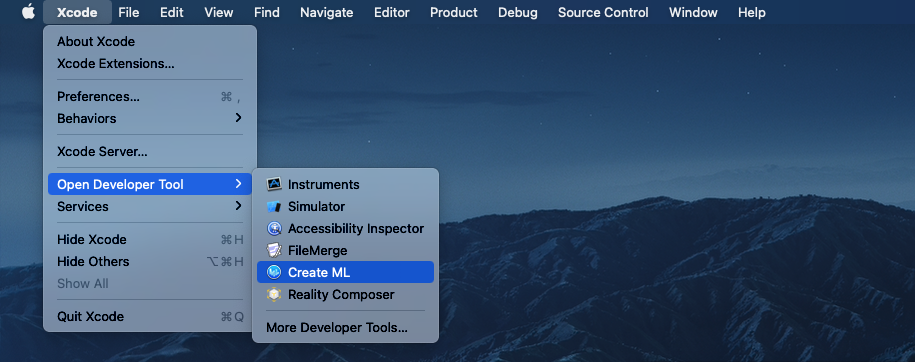 Xcode File Edit View Find Navigate Editor Product Debug Source Control Window Help
About Xcode
Xcode Extensions...
Preferences... ⌘ ,
Behaviors
Xcode Server...
Open Developer Tool
Services
Hide Xcode ⌘H
Hide Others ⌥⌘H
Show All
Quit Xcode ⌘Q
Instruments
Simulator
Accessibility Inspector
FileMerge
Create ML
Reality Composer
More Developer Tools...